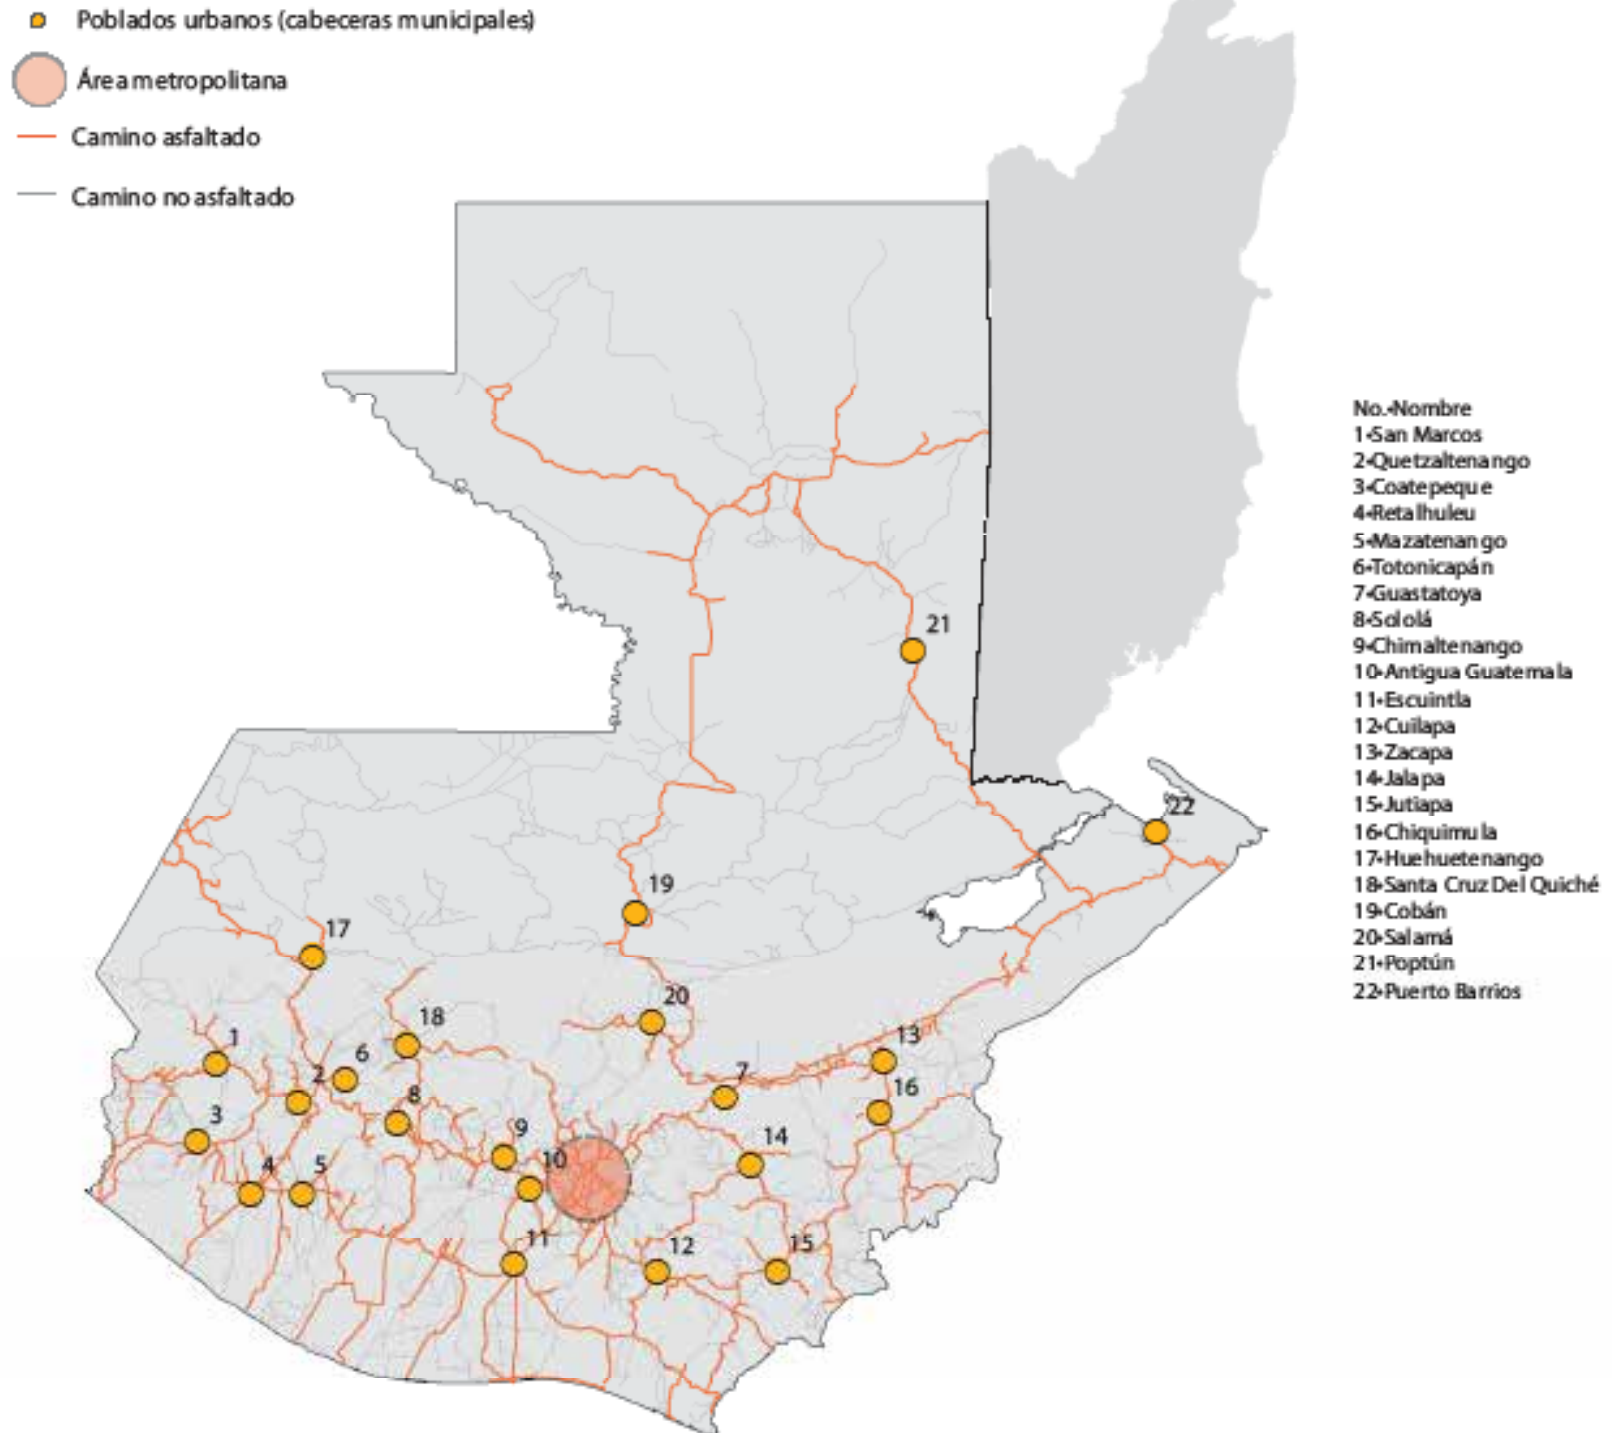 Poblados urbanos (cabeceras municipales)
Área metropolitana
Camino asfaltado
Camino no asfaltado
21
22
19
17
20
18
13
1
6
7
2
16
8
3
9
14
10
4
5
11
12
15
No.•Nombre
1•San Marcos
2•Quetzaltenango
3•Coatepeque
4•Retalhuleu
5•Mazatenango
6•Totonicapán
7•Guastatoya
8•Sololá
9•Chimaltenango
10•Antigua Guatemala
11•Escuintla
12•Cuilapa
13•Zacapa
14•Jalapa
15•Jutiapa
16•Chiquimula
17•Huehuetenango
18•Santa Cruz Del Quiché
19•Cobán
20•Salamá
21•Poptún
22•Puerto Barrios